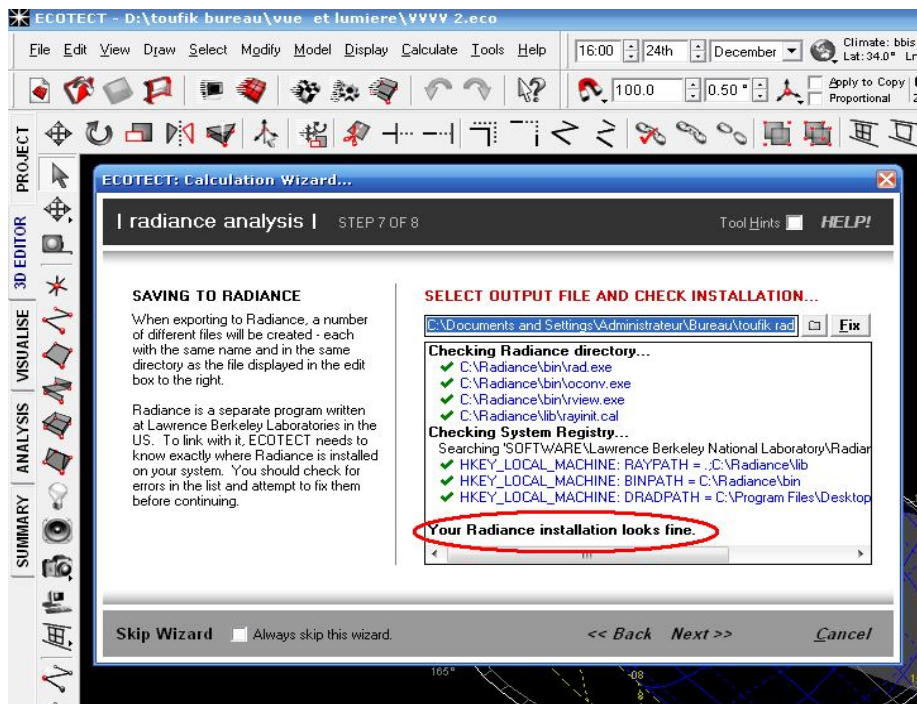 ECOTECT - D:\toufik bureau\vue et lumiere\VVVV 2.eco
File Edit View Draw Select Modify Model Display Calculate Tools Help
16:00 24th December
Climate: bbis
Lat: 34.0°
100.0 0.50 °
Apply to Copy
Proportional
PROJECT
3D EDITOR
VISUALISE
ANALYSIS
SUMMARY
ECOTECT: Calculation Wizard...
| radiance analysis | STEP 7 OF 8
Tool Hints HELP!
SAVING TO RADIANCE
When exporting to Radiance, a number
of different files will be created - each
with the same name and in the same
directory as the file displayed in the edit
box to the right.
Radiance is a separate program written
at Lawrence Berkeley Laboratories in the
US. To link with it, ECOTECT needs to
know exactly where Radiance is installed
on your system. You should check for
errors in the list and attempt to fix them
before continuing.
SELECT OUTPUT FILE AND CHECK INSTALLATION...
C:\Documents and Settings\Administrateur\Bureau\toufik rad
Fix
Checking Radiance directory...
C:\Radiance\bin\rad.exe
C:\Radiance\bin\oconv.exe
C:\Radiance\bin\rview.exe
C:\Radiance\lib\rayinit.cal
Checking System Registry...
Searching 'SOFTWARE\Lawrence Berkeley National Laboratory\Radian
HKEY_LOCAL_MACHINE: RAYPATH = .;C:\Radiance\lib
HKEY_LOCAL_MACHINE: BINPATH = C:\Radiance\bin
HKEY_LOCAL_MACHINE: DRADPATH = C:\Program Files\Desktop
Your Radiance installation looks fine.
Skip Wizard Always skip this wizard.
<< Back Next >> Cancel
165°